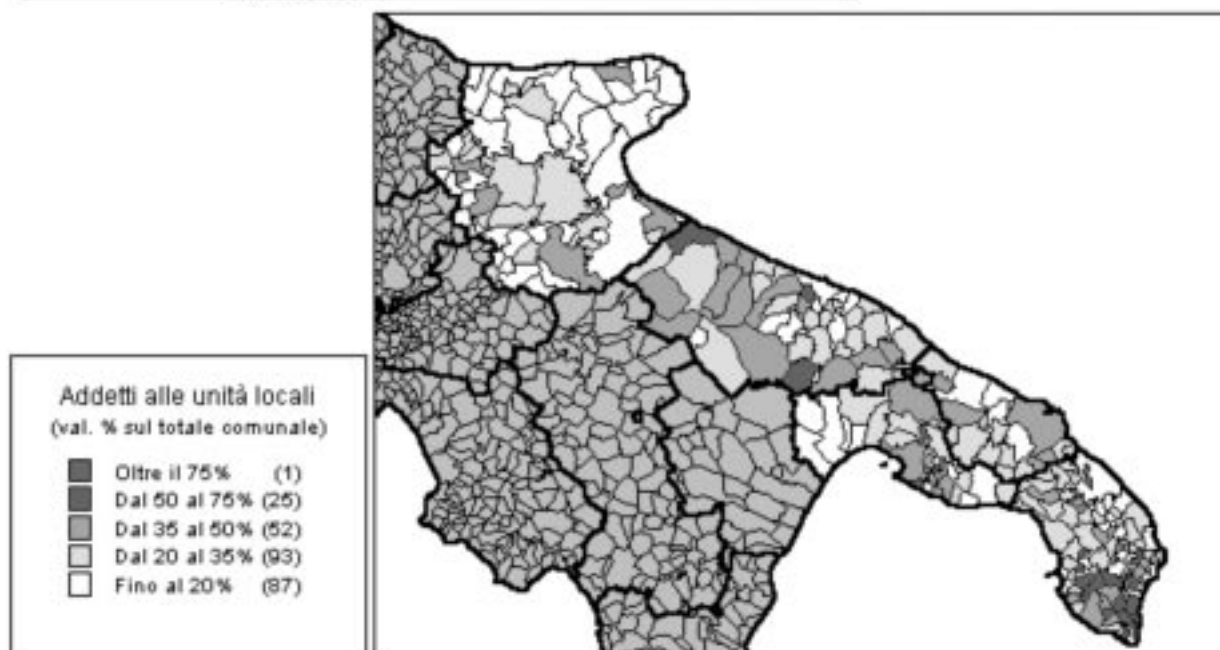 Addetti alle unità locali
(val. % sul totale comunale)
Oltre il 75% (1)
Dal 50 al 75% (25)
Dal 35 al 50% (52)
Dal 20 al 35% (93)
Fino al 20% (87)